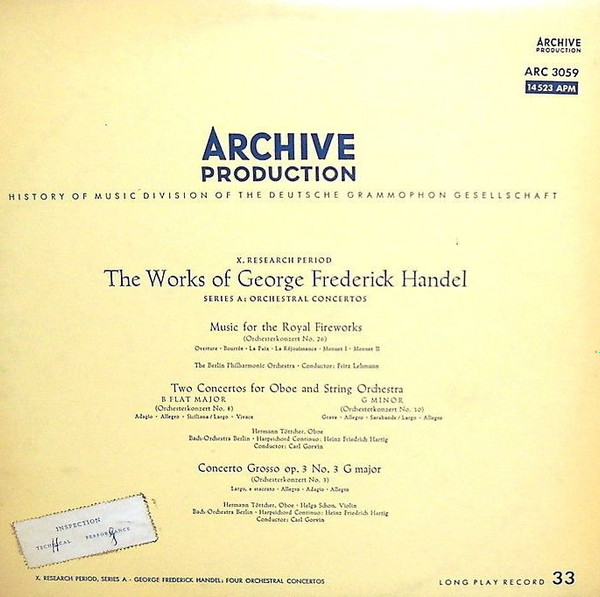 ARCHIVE
PRODUCTION
ARC 3059
14 523 APM
ARCHIVE
PRODUCTION
HISTORY OF MUSIC DIVISION OF THE DEUTSCHE GRAMMOPHON GESELLSCHAFT
X. RESEARCH PERIOD
The Works of George Frederick Handel
SERIES A: ORCHESTRAL CONCERTOS
Music for the Royal Fireworks
(Orchesterkonzert No. 26)
Overture · Bourrée · La Paix · La Réjouissance · Menuet I · Menuet II
The Berlin Philharmonic Orchestra · Conductor: Fritz Lehmann
Two Concertos for Oboe and String Orchestra
B FLAT MAJOR G MINOR
(Orchesterkonzert No. 8) (Orchesterkonzert No. 10)
Adagio · Allegro · Siciliana / Largo · Vivace Grave · Allegro · Sarabande / Largo · Allegro
Hermann Töttcher, Oboe
Bach-Orchestra Berlin · Harpsichord Continuo: Heinz Friedrich Hartig
Conductor: Carl Gorvin
Concerto Grosso op. 3 No. 3 G major
(Orchesterkonzert No. 3)
Largo, e staccato · Allegro · Adagio · Allegro
Hermann Töttcher, Oboe · Helga Schon, Violin
Bach-Orchestra Berlin · Harpsichord Continuo: Heinz Friedrich Hartig
Conductor: Carl Gorvin
INSPECTION
TECHNICAL PERFORMANCE
X. RESEARCH PERIOD, SERIES A - GEORGE FREDERICK HANDEL: FOUR ORCHESTRAL CONCERTOS
LONG PLAY RECORD 33